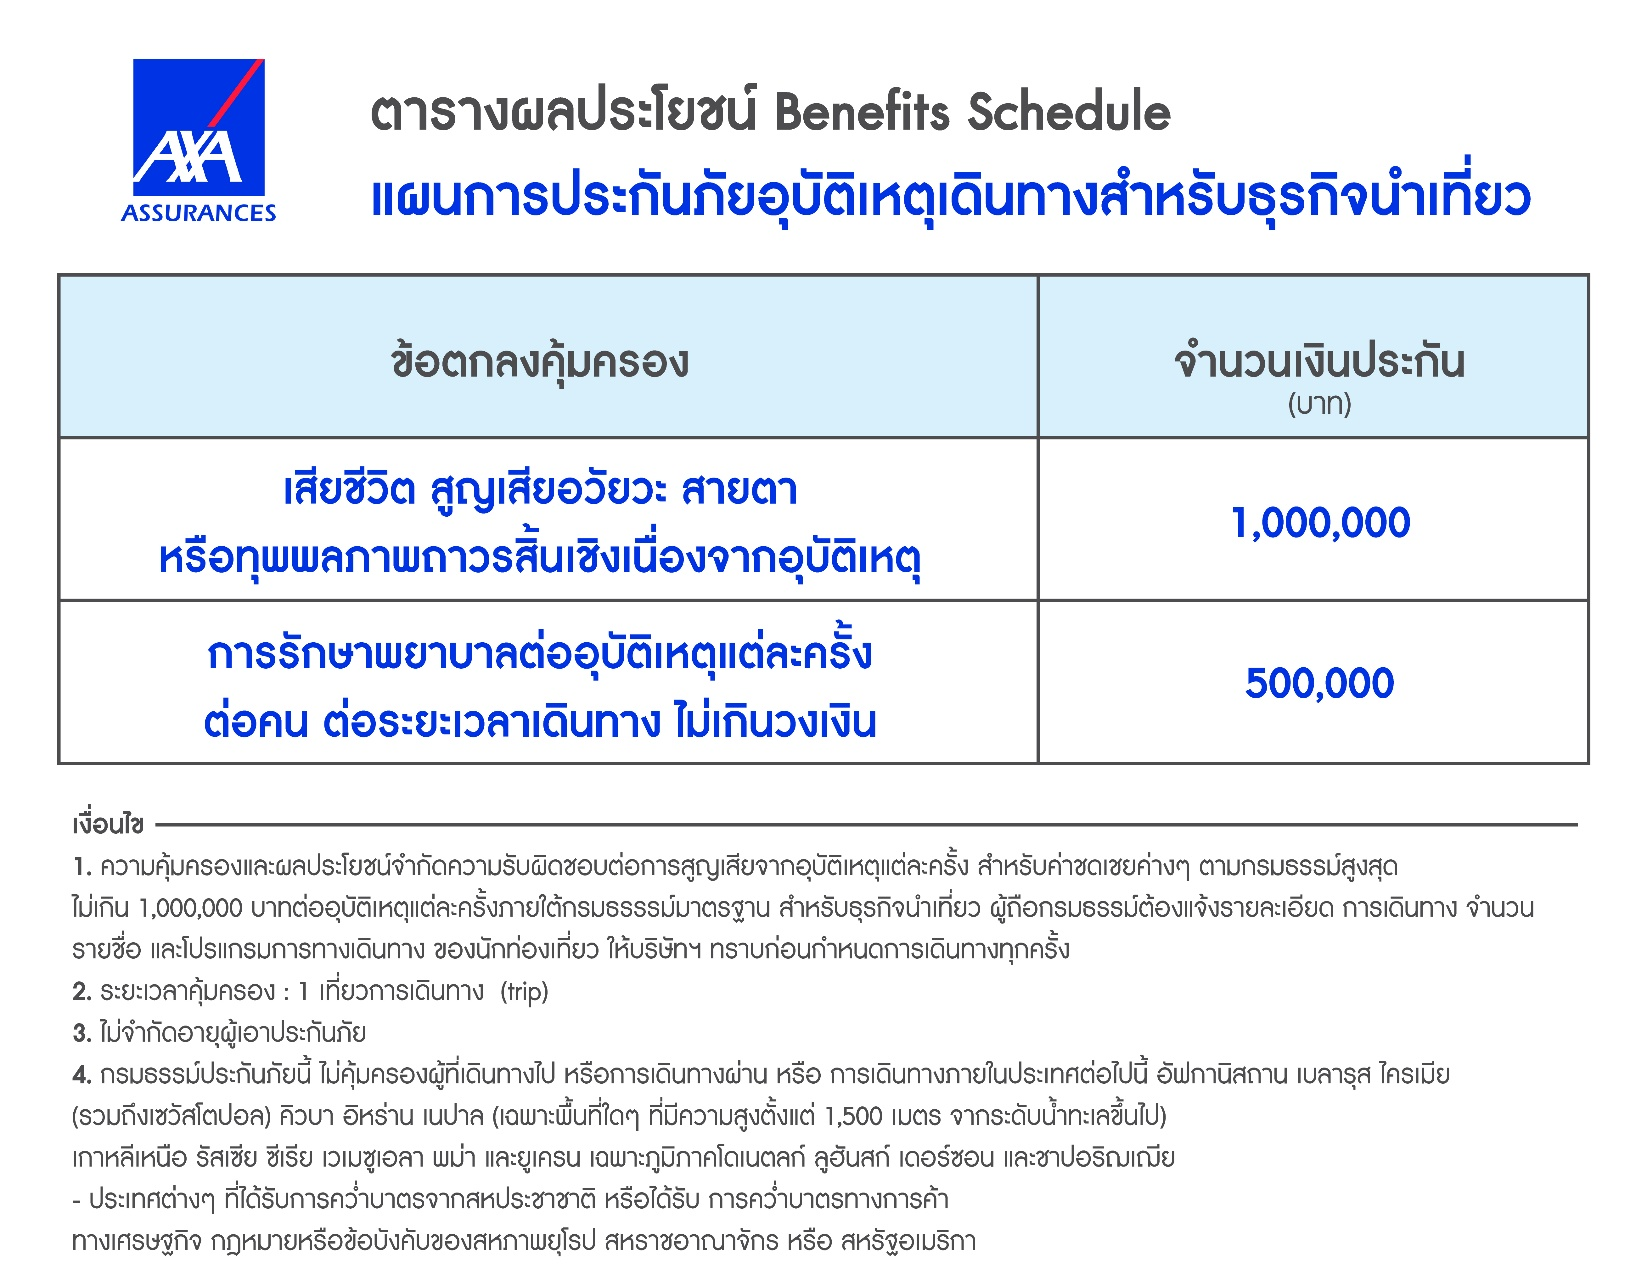 AXA
ASSURANCES
ตารางผลประโยชน์ Benefits Schedule
แผนการประกันภัยอุบัติเหตุเดินทางสำหรับธุรกิจนำเที่ยว
ข้อตกลงคุ้มครอง
จำนวนเงินประกัน
(บาท)
เสียชีวิต สูญเสียอวัยวะ สายตา
หรือทุพพลภาพถาวรสิ้นเชิงเนื่องจากอุบัติเหตุ
1,000,000
การรักษาพยาบาลต่ออุบัติเหตุแต่ละครั้ง
ต่อคน ต่อระยะเวลาเดินทาง ไม่เกินวงเงิน
500,000
เงื่อนไข
1. ความคุ้มครองและผลประโยชน์จำกัดความรับผิดชอบต่อการสูญเสียจากอุบัติเหตุแต่ละครั้ง สำหรับค่าชดเชยค่างๆ ตามกรมธรรม์สูงสุด
ไม่เกิน 1,000,000 บาทต่ออุบัติเหตุแต่ละครั้งภายใต้กรมธรรรม์มาตรฐาน สำหรับธุรกิจนำเที่ยว ผู้ถือกรมธรรม์ต้องแจ้งรายละเอียด การเดินทาง จำนวน
รายชื่อ และโปรแกรมการทางเดินทาง ของนักท่องเที่ยว ให้บริษัทฯ ทราบก่อนกำหนดการเดินทางทุกครั้ง
2. ระยะเวลาคุ้มครอง : 1 เที่ยวการเดินทาง (trip)
3. ไม่จำกัดอายุผู้เอาประกันภัย
4. กรมธรรม์ประกันภัยนี้ ไม่คุ้มครองผู้ที่เดินทางไป หรือการเดินทางผ่าน หรือ การเดินทางภายในประเทศต่อไปนี้ อัฟกานิสถาน เบลารุส ไครเมีย
(รวมถึงเซวัสโตปอล) คิวบา อิหร่าน เนปาล (เฉพาะพื้นที่ใดๆ ที่มีความสูงตั้งแต่ 1,500 เมตร จากระดับน้ำทะเลขึ้นไป)
เกาหลีเหนือ รัสเซีย ซีเรีย เวเนซูเอลา พม่า และยูเครน เฉพาะภูมิภาคโดเนตลก์ ลูฮันสก์ เดอร์ซอน และซาปอริฌเฌีย
- ประเทศต่างๆ ที่ได้รับการคว่ำบาตรจากสหประชาชาติ หรือได้รับ การคว่ำบาตรทางการค้า
ทางเศรษฐกิจ กฎหมายหรือข้อบังคับของสหภาพยุโรป สหราชอาณาจักร หรือ สหรัฐอเมริกา